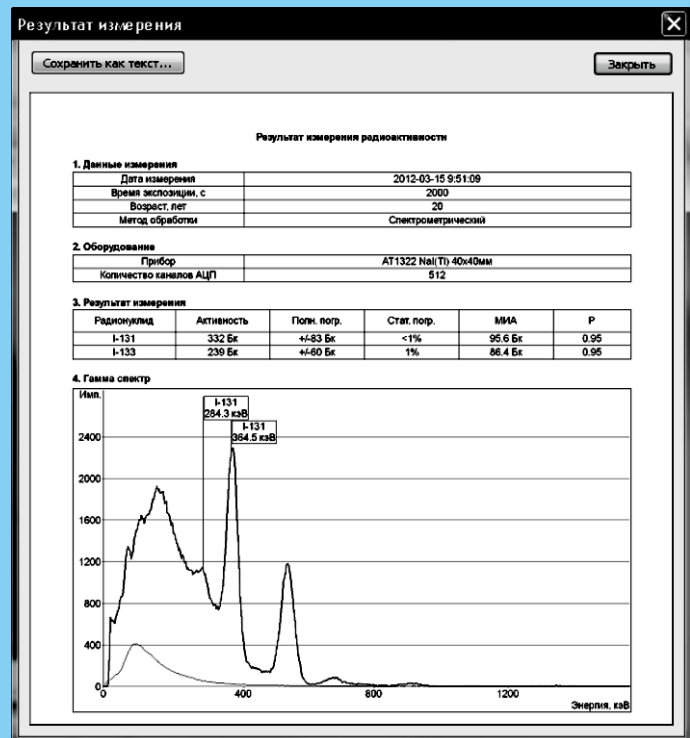 Результат измерения
Сохранить как текст...
Закрыть
Результат измерения радиоактивности
1. Данные измерения
Дата измерения 2012-03-15 9:51:09
Время экспозиции, с 2000
Возраст, лет 20
Метод обработки Спектрометрический
2. Оборудование
Прибор AT1322 NaI(Tl) 40x40мм
Количество каналов АЦП 512
3. Результат измерения
Радионуклид Активность Полн. погр. Стат. погр. МИА P
I-131 332 Бк +/-83 Бк <1% 95.6 Бк 0.95
I-133 239 Бк +/-60 Бк 1% 86.4 Бк 0.95
4. Гамма спектр
Имп.
I-131
284.3 кэВ
I-131
364.5 кэВ
2400
2000
1600
1200
800
400
0
0 400 800 1200
Энергия, кэВ